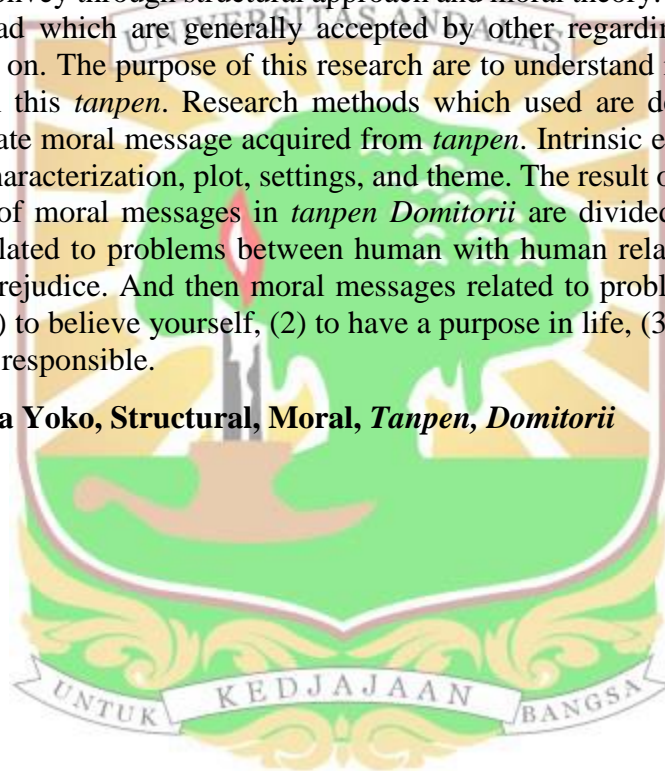 onvey through structural approach and moral theory.
UNIVERSITAS ANDALAS
ad which are generally accepted by other regardin
on. The purpose of this research are to understand
this tanpen. Research methods which used are de
ate moral message acquired from tanpen. Intrinsic e
haracterization, plot, settings, and theme. The result o
of moral messages in tanpen Domitorii are divided
lated to problems between human with human rela
rejudice. And then moral messages related to probl
) to believe yourself, (2) to have a purpose in life, (3
responsible.
a Yoko, Structural, Moral, Tanpen, Domitorii
UNTUK KEDJAJAAN BANGSA